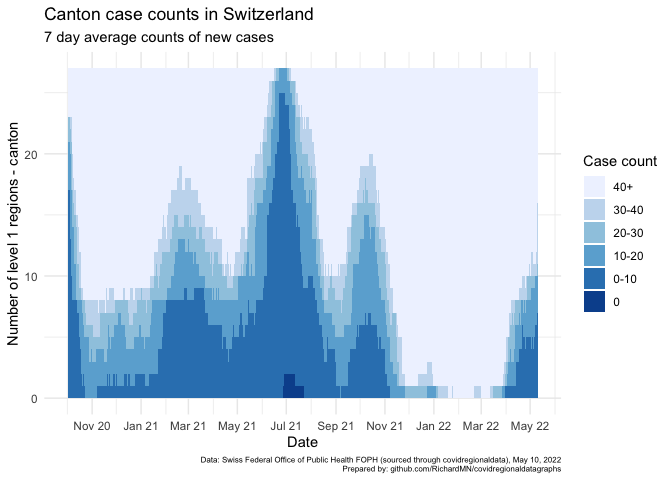 Canton case counts in Switzerland
7 day average counts of new cases
Number of level 1 regions - canton
20
10
0
Nov 20 Jan 21 Mar 21 May 21 Jul 21 Sep 21 Nov 21 Jan 22 Mar 22 May 22
Date
Case count
40+
30-40
20-30
10-20
0-10
0
Data: Swiss Federal Office of Public Health FOPH (sourced through covidregionaldata), May 10, 2022
Prepared by: github.com/RichardMN/covidregionaldatagraphs